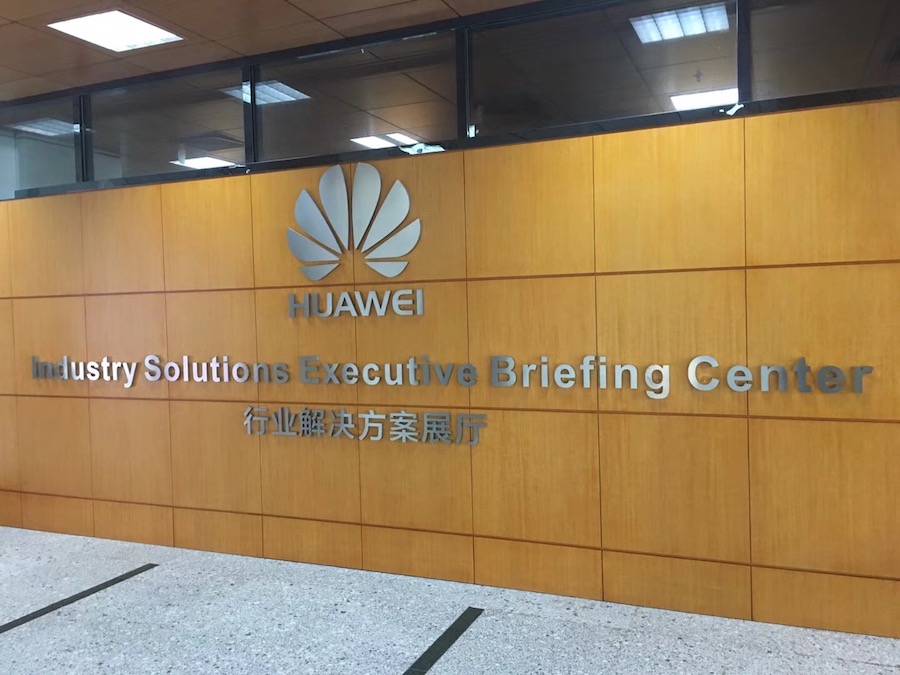 HUAWEI
Industry Solutions Executive Briefing Center
行业解决方案展厅